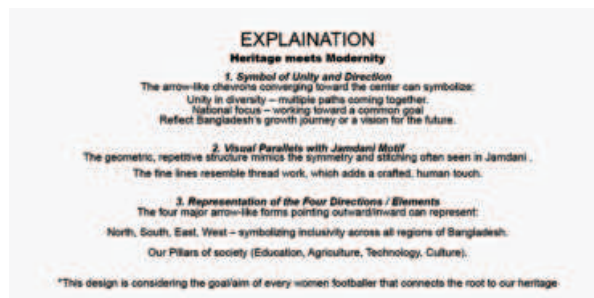 EXPLAINATION
Heritage meets Modernity
1. Symbol of Unity and Direction
The arrow-like chevrons converging toward the center can symbolize:
Unity in diversity – multiple paths coming together.
National focus – working toward a common goal
Reflect Bangladesh's growth journey or a vision for the future.
2. Visual Parallels with Jamdani Motif
The geometric, repetitive structure mimics the symmetry and stitching often seen in Jamdani .
The fine lines resemble thread work, which adds a crafted, human touch.
3. Representation of the Four Directions / Elements
The four major arrow-like forms pointing outward/inward can represent:
North, South, East, West – symbolizing inclusivity across all regions of Bangladesh.
Our Pillars of society (Education, Agriculture, Technology, Culture).
*This design is considering the goal/aim of every women footballer that connects the root to our heritage